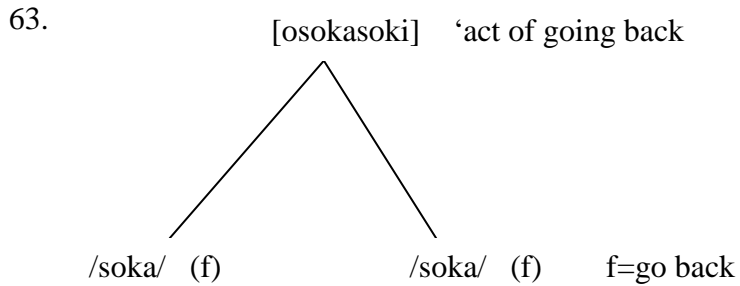 63.
[osokasoki] ‘act of going back
/soka/ (f) /soka/ (f) f=go back